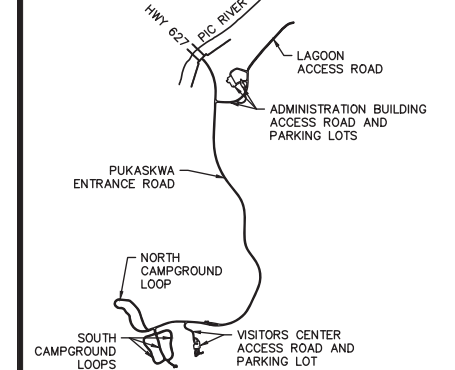 HWY 627
PIC RIVER
LAGOON
ACCESS ROAD
ADMINISTRATION BUILDING
ACCESS ROAD AND
PARKING LOTS
PUKASKWA
ENTRANCE ROAD
NORTH
CAMPGROUND
LOOP
SOUTH
CAMPGROUND
LOOPS
VISITORS CENTER
ACCESS ROAD AND
PARKING LOT